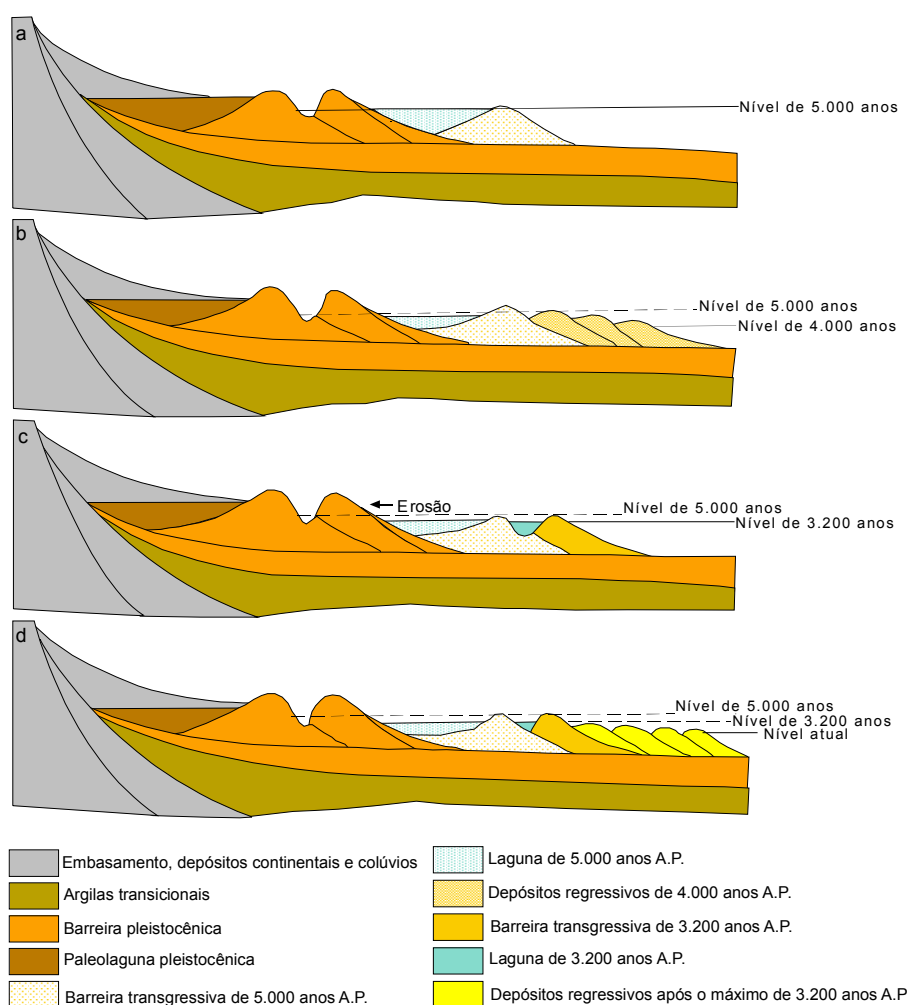 a
Nível de 5.000 anos
b
Nível de 5.000 anos
Nível de 4.000 anos
c
Erosão
Nível de 5.000 anos
Nível de 3.200 anos
d
Nível de 5.000 anos
Nível de 3.200 anos
Nível atual
Embasamento, depósitos continentais e colúvios
Argilas transicionais
Barreira pleistocênica
Paleolaguna pleistocênica
Barreira transgressiva de 5.000 anos A.P.
Laguna de 5.000 anos A.P.
Depósitos regressivos de 4.000 anos A.P.
Barreira transgressiva de 3.200 anos A.P.
Laguna de 3.200 anos A.P.
Depósitos regressivos após o máximo de 3.200 anos A.P